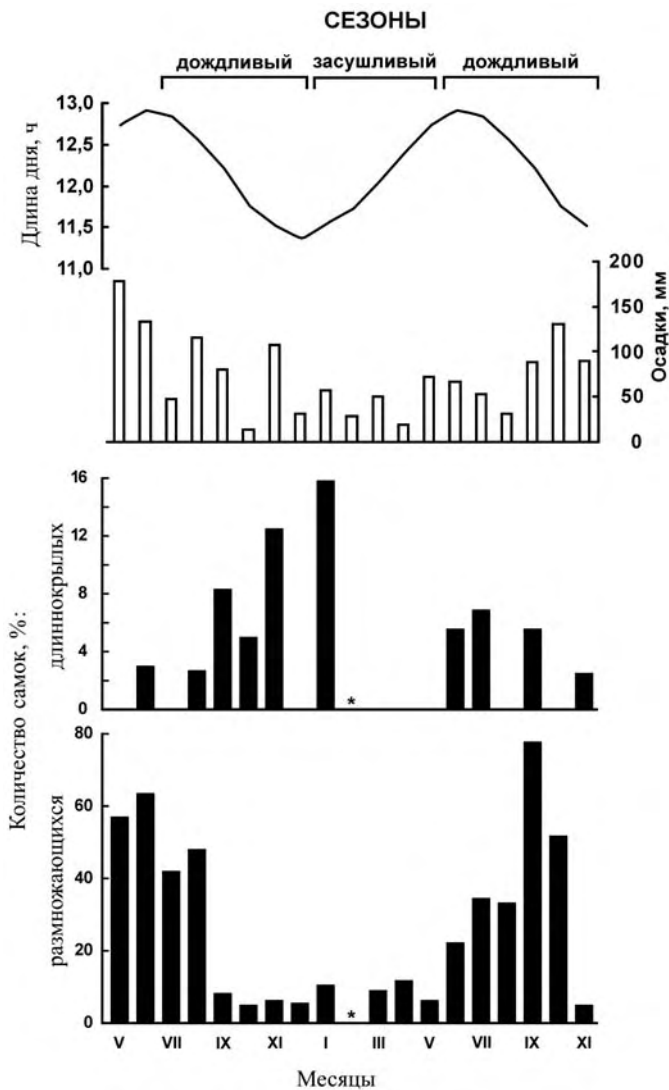 СЕЗОНЫ
дождливый засушливый дождливый
Длина дня, ч
13,0
12,5
12,0
11,5
11,0
Осадки, мм
200
150
100
50
0
Количество самок, %:
длиннокрылых
16
12
8
4
0
*
размножающихся
80
60
40
20
0
*
V VII IX XI I III V VII IX XI
Месяцы